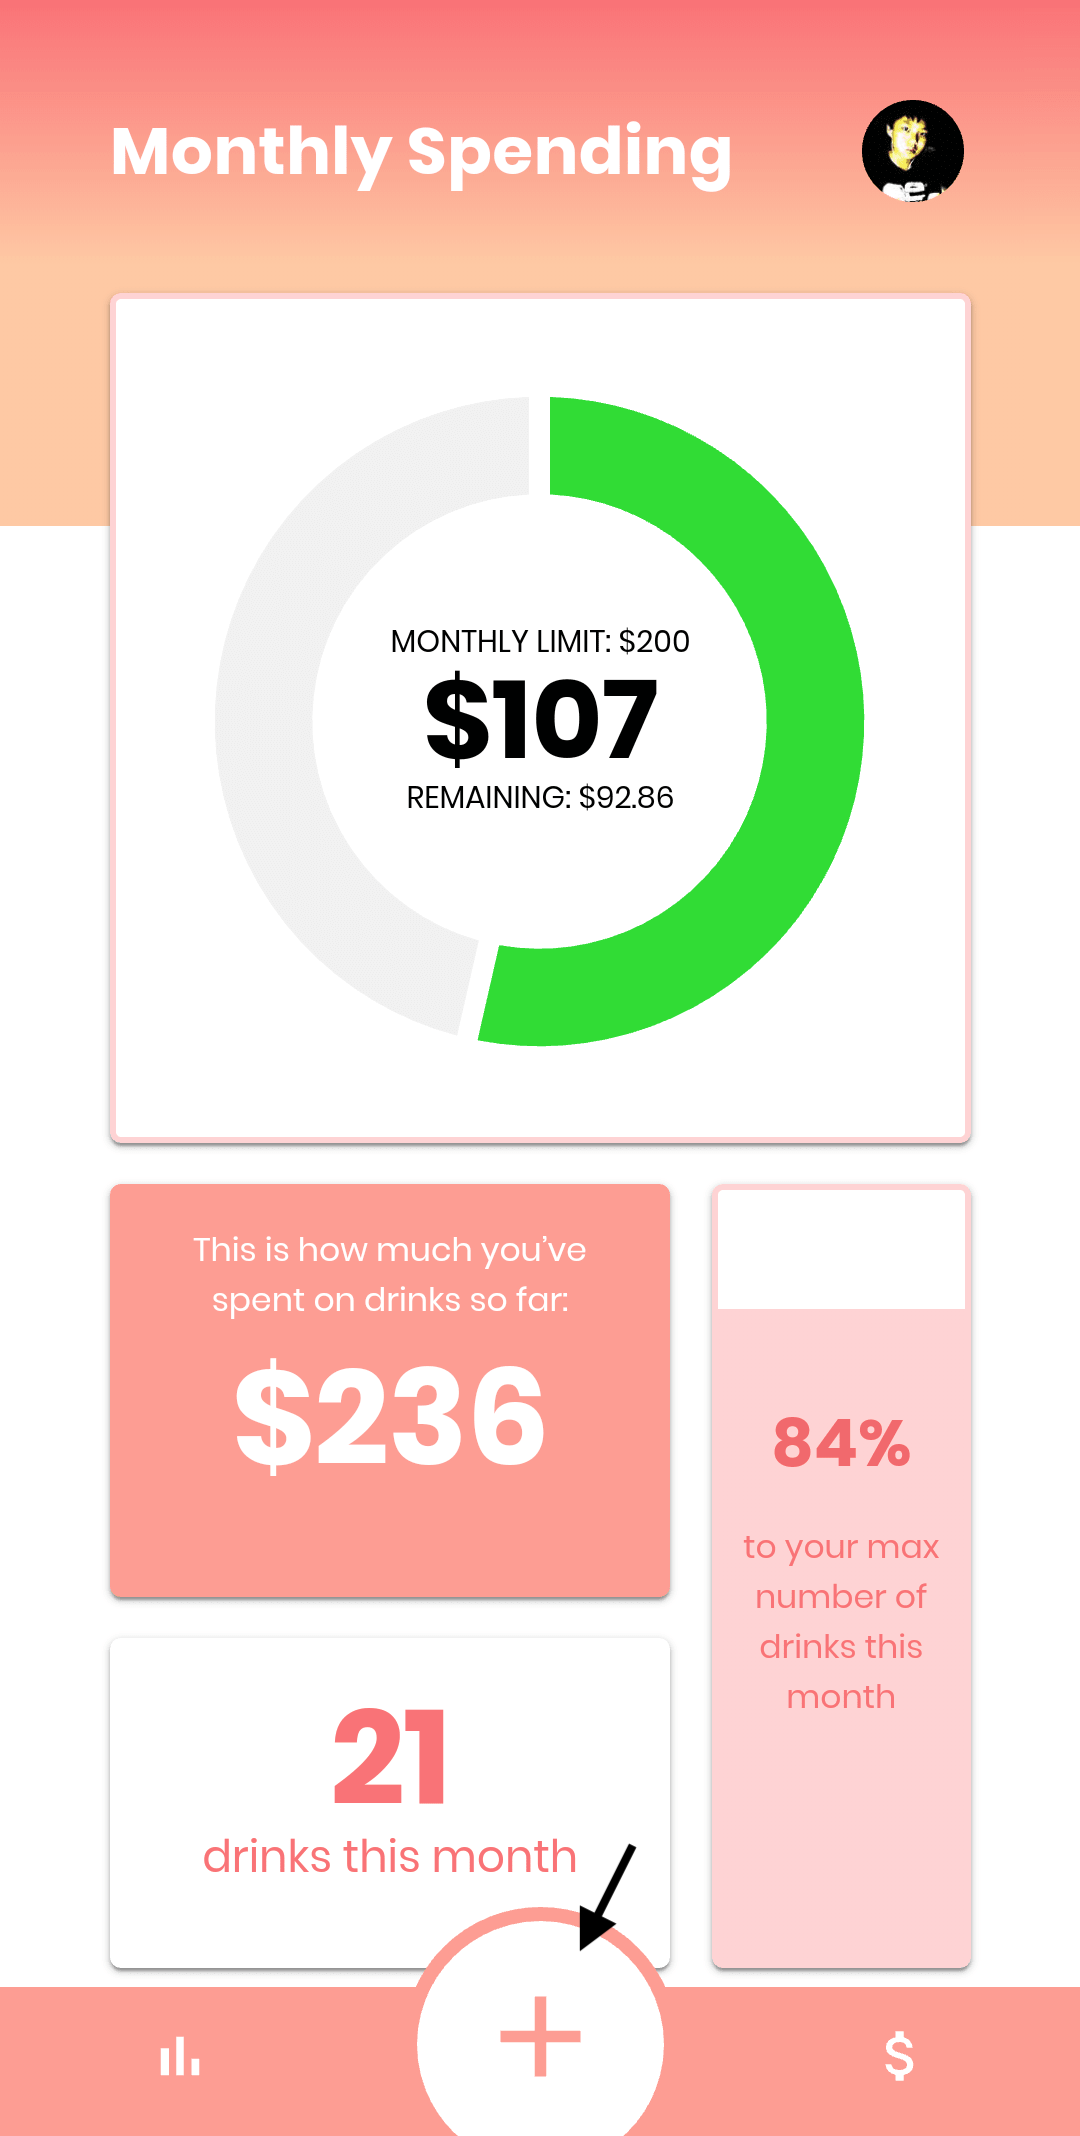 Monthly Spending
MONTHLY LIMIT: $200
$107
REMAINING: $92.86
This is how much you’ve
spent on drinks so far:
$236
84%
to your max
number of
drinks this
month
21
drinks this month
+
$